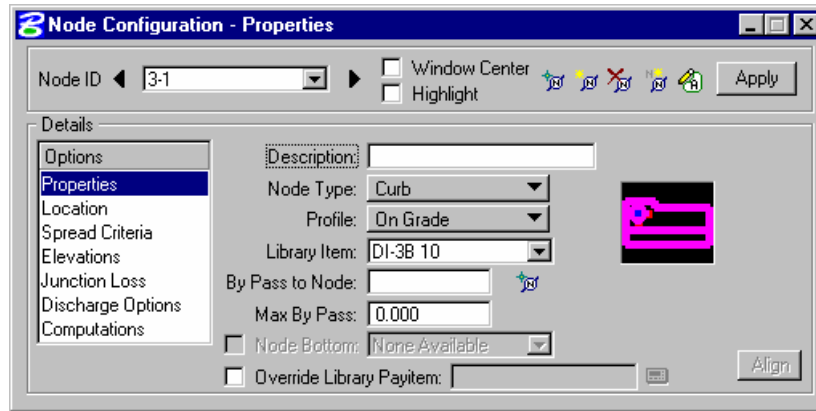 Node Configuration - Properties
Node ID 3-1 Window Center Apply
Highlight
Details
Options
Properties
Location
Spread Criteria
Elevations
Junction Loss
Discharge Options
Computations
Description:
Node Type: Curb
Profile: On Grade
Library Item: DI-3B 10
By Pass to Node:
Max By Pass: 0.000
Node Bottom: None Available
Override Library Payitem:
Align